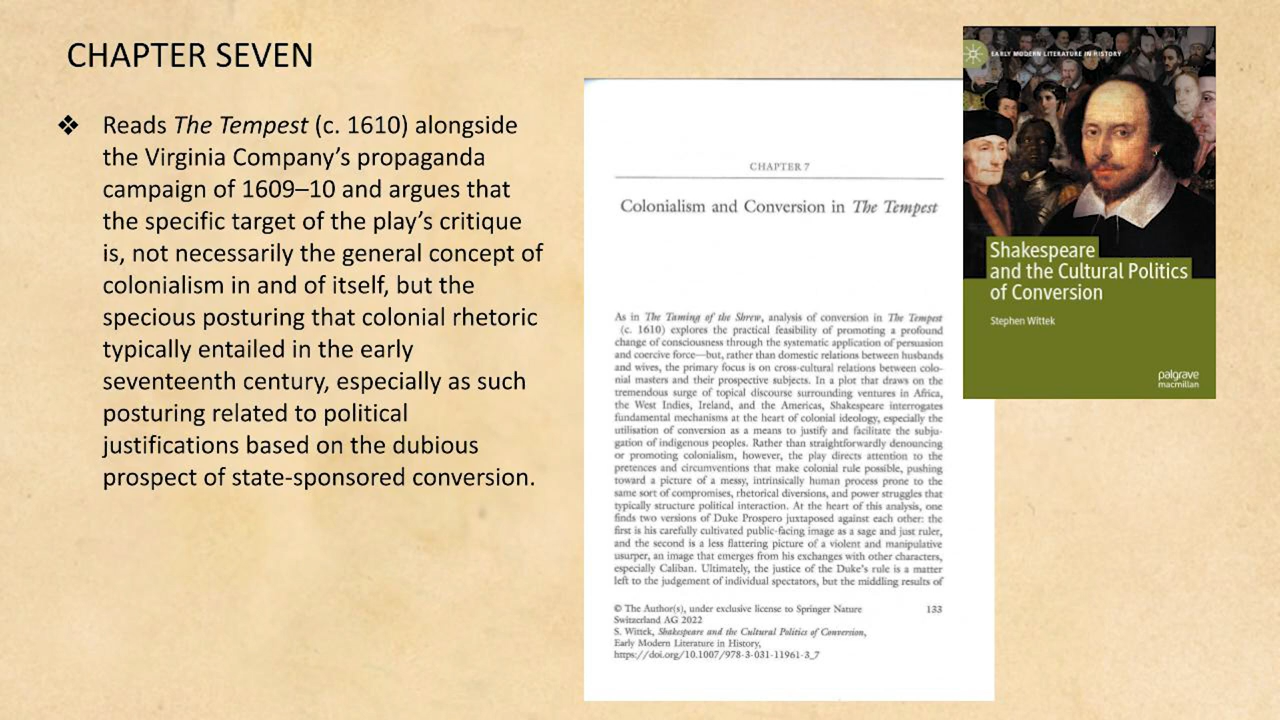 CHAPTER SEVEN
❖ Reads The Tempest (c. 1610) alongside
the Virginia Company’s propaganda
campaign of 1609–10 and argues that
the specific target of the play’s critique
is, not necessarily the general concept of
colonialism in and of itself, but the
specious posturing that colonial rhetoric
typically entailed in the early
seventeenth century, especially as such
posturing related to political
justifications based on the dubious
prospect of state-sponsored conversion.
CHAPTER 7
Colonialism and Conversion in The Tempest
As in The Taming of the Shrew, analysis of conversion in The Tempest
(c. 1610) explores the practical feasibility of promoting a profound
change of consciousness through the systematic application of persuasion
and coercive force—but, rather than domestic relations between husbands
and wives, the primary focus is on cross-cultural relations between colo-
nial masters and their prospective subjects. In a plot that draws on the
tremendous surge of topical discourse surrounding ventures in Africa,
the West Indies, Ireland, and the Americas, Shakespeare interrogates
fundamental mechanisms at the heart of colonial ideology, especially the
utilisation of conversion as a means to justify and facilitate the subju-
gation of indigenous peoples. Rather than straightforwardly denouncing
or promoting colonialism, however, the play directs attention to the
pretences and circumventions that make colonial rule possible, pushing
toward a picture of a messy, intrinsically human process prone to the
same sort of compromises, rhetorical diversions, and power struggles that
typically structure political interaction. At the heart of this analysis, one
finds two versions of Duke Prospero juxtaposed against each other: the
first is his carefully cultivated public-facing image as a sage and just ruler,
and the second is a less flattering picture of a violent and manipulative
usurper, an image that emerges from his exchanges with other characters,
especially Caliban. Ultimately, the justice of the Duke’s rule is a matter
left to the judgement of individual spectators, but the middling results of
© The Author(s), under exclusive license to Springer Nature
Switzerland AG 2022
133
S. Wittek, Shakespeare and the Cultural Politics of Conversion,
Early Modern Literature in History,
https://doi.org/10.1007/978-3-031-11961-3_7
EARLY MODERN LITERATURE IN HISTORY
Shakespeare
and the Cultural Politics
of Conversion
Stephen Wittek
palgrave
macmillan